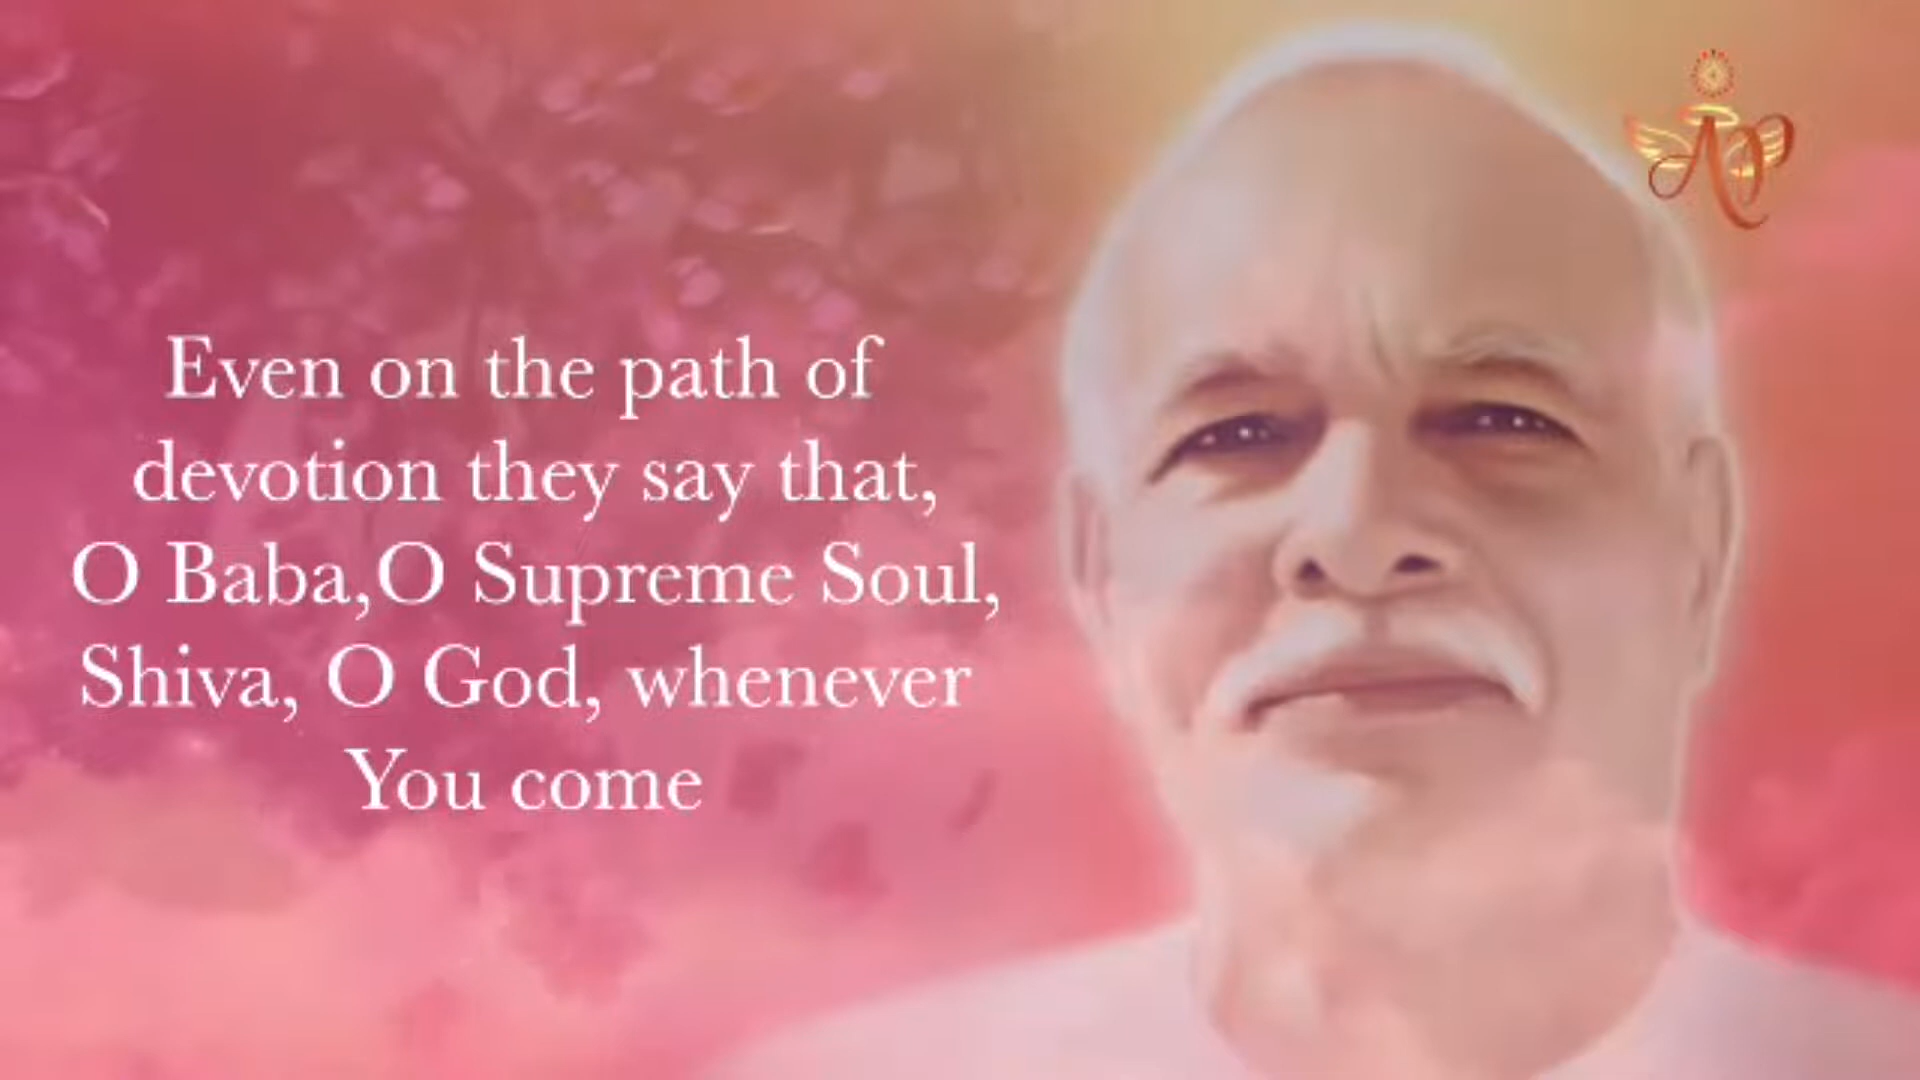 Even on the path of
devotion they say that,
O Baba,O Supreme Soul,
Shiva, O God, whenever
You come